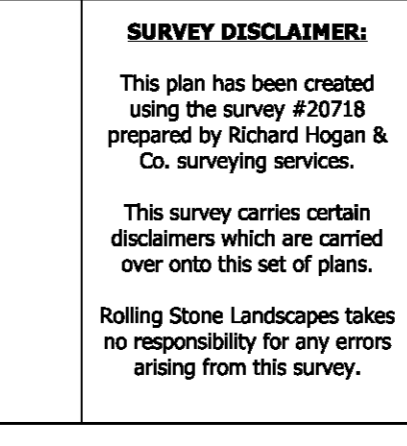 SURVEY DISCLAIMER:
This plan has been created
using the survey #20718
prepared by Richard Hogan &
Co. surveying services.
This survey carries certain
disclaimers which are carried
over onto this set of plans.
Rolling Stone Landscapes takes
no responsibility for any errors
arising from this survey.